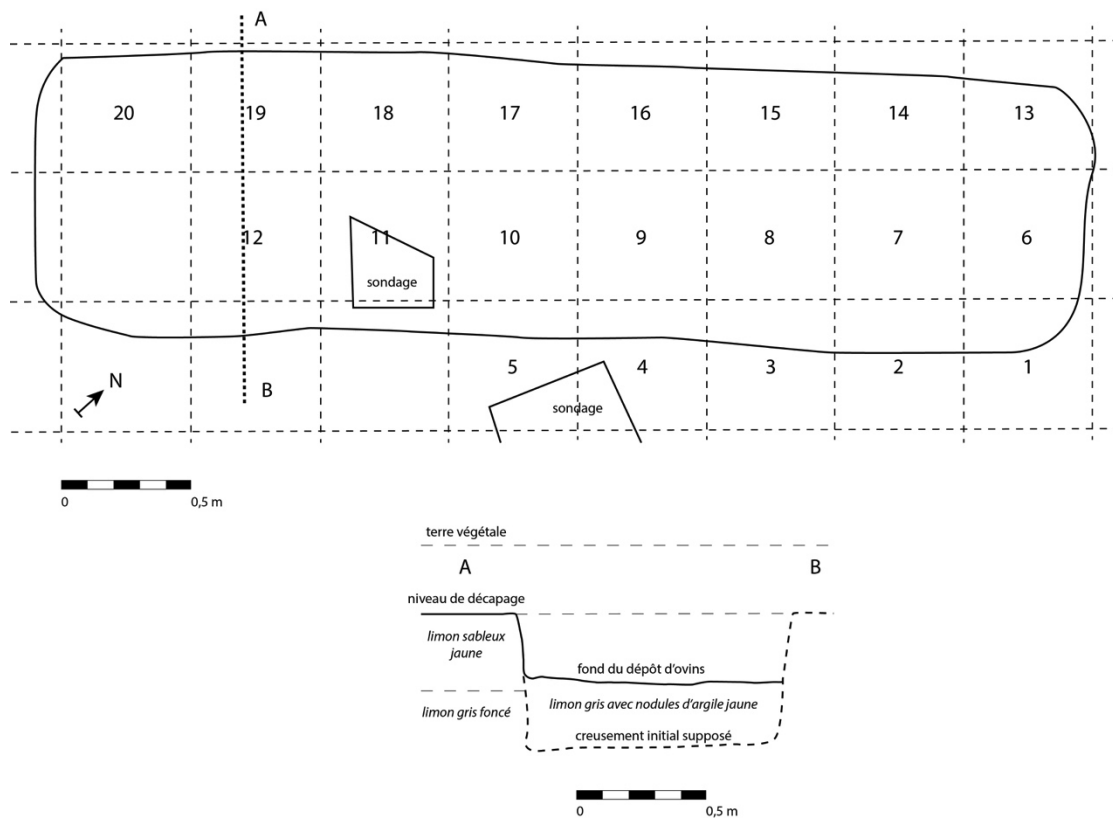 A
20 19 18 17 16 15 14 13
12 11 10 9 8 7 6
sondage
5 4 3 2 1
N
B
sondage
0 0,5 m
terre végétale
A B
niveau de décapage
limon sableux
jaune
fond du dépôt d'ovins
limon gris foncé
limon gris avec nodules d'argile jaune
creusement initial supposé
0 0,5 m